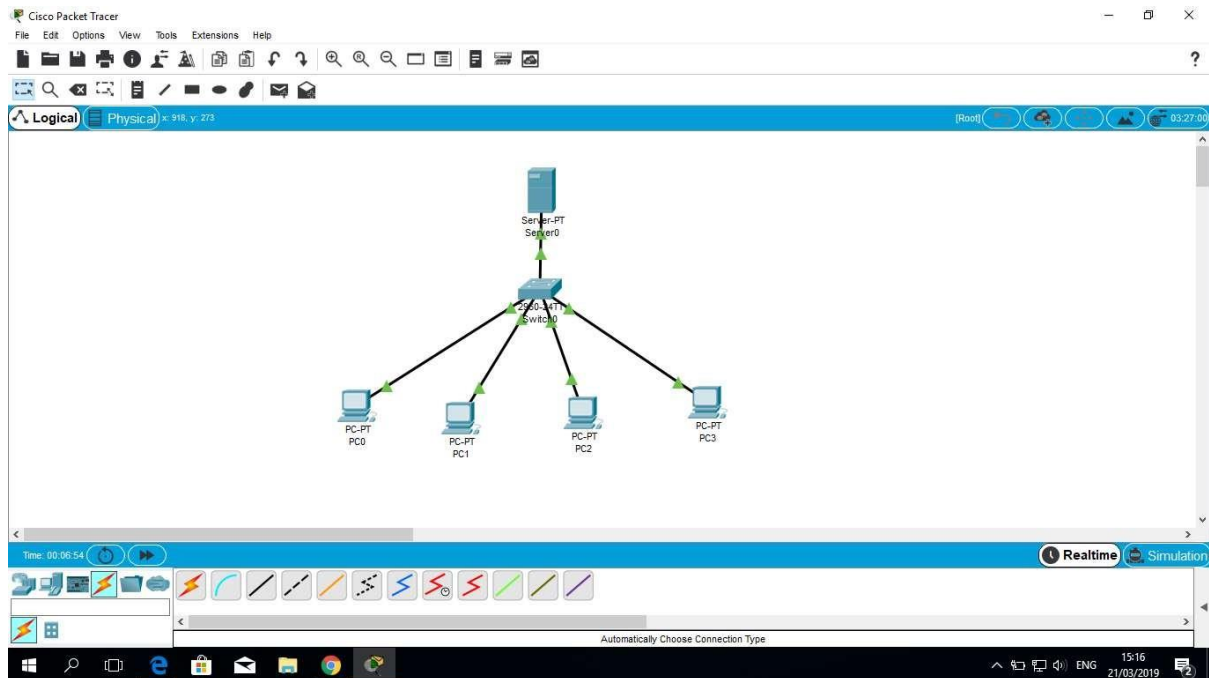 Cisco Packet Tracer
File Edit Options View Tools Extensions Help
?
Logical Physical x: 918, y: 273 [Root] 03:27:00
Server-PT
Server0
2960-24TT
Switch0
PC-PT
PC0
PC-PT
PC1
PC-PT
PC2
PC-PT
PC3
Time: 00:06:54 Realtime Simulation
Automatically Choose Connection Type
ENG 15:16
21/03/2019 2